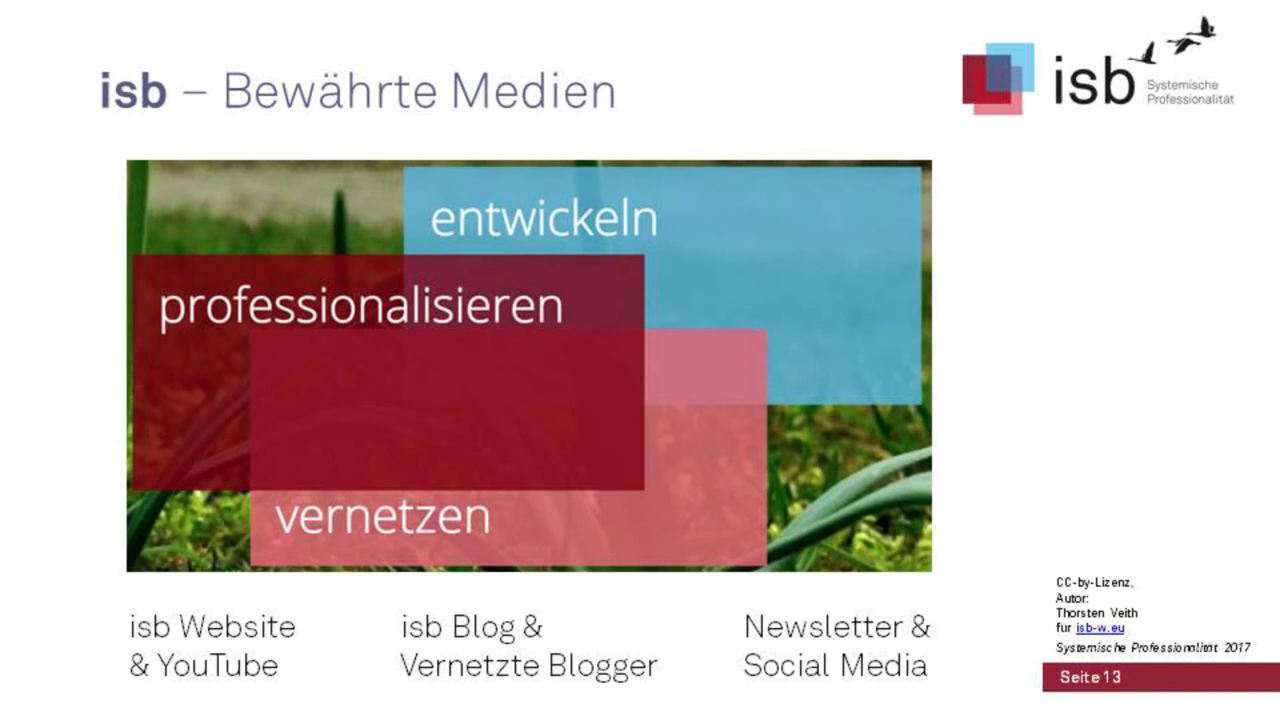 isb – Bewährte Medien
isb
Systemische
Professionalität
entwickeln
professionalisieren
vernetzen
isb Website
& YouTube
isb Blog &
Vernetzte Blogger
Newsletter &
Social Media
CC-by-Lizenz,
Autor:
Thorsten Veith
für isb-w.eu
Systemische Professionalität 2017
Seite 13